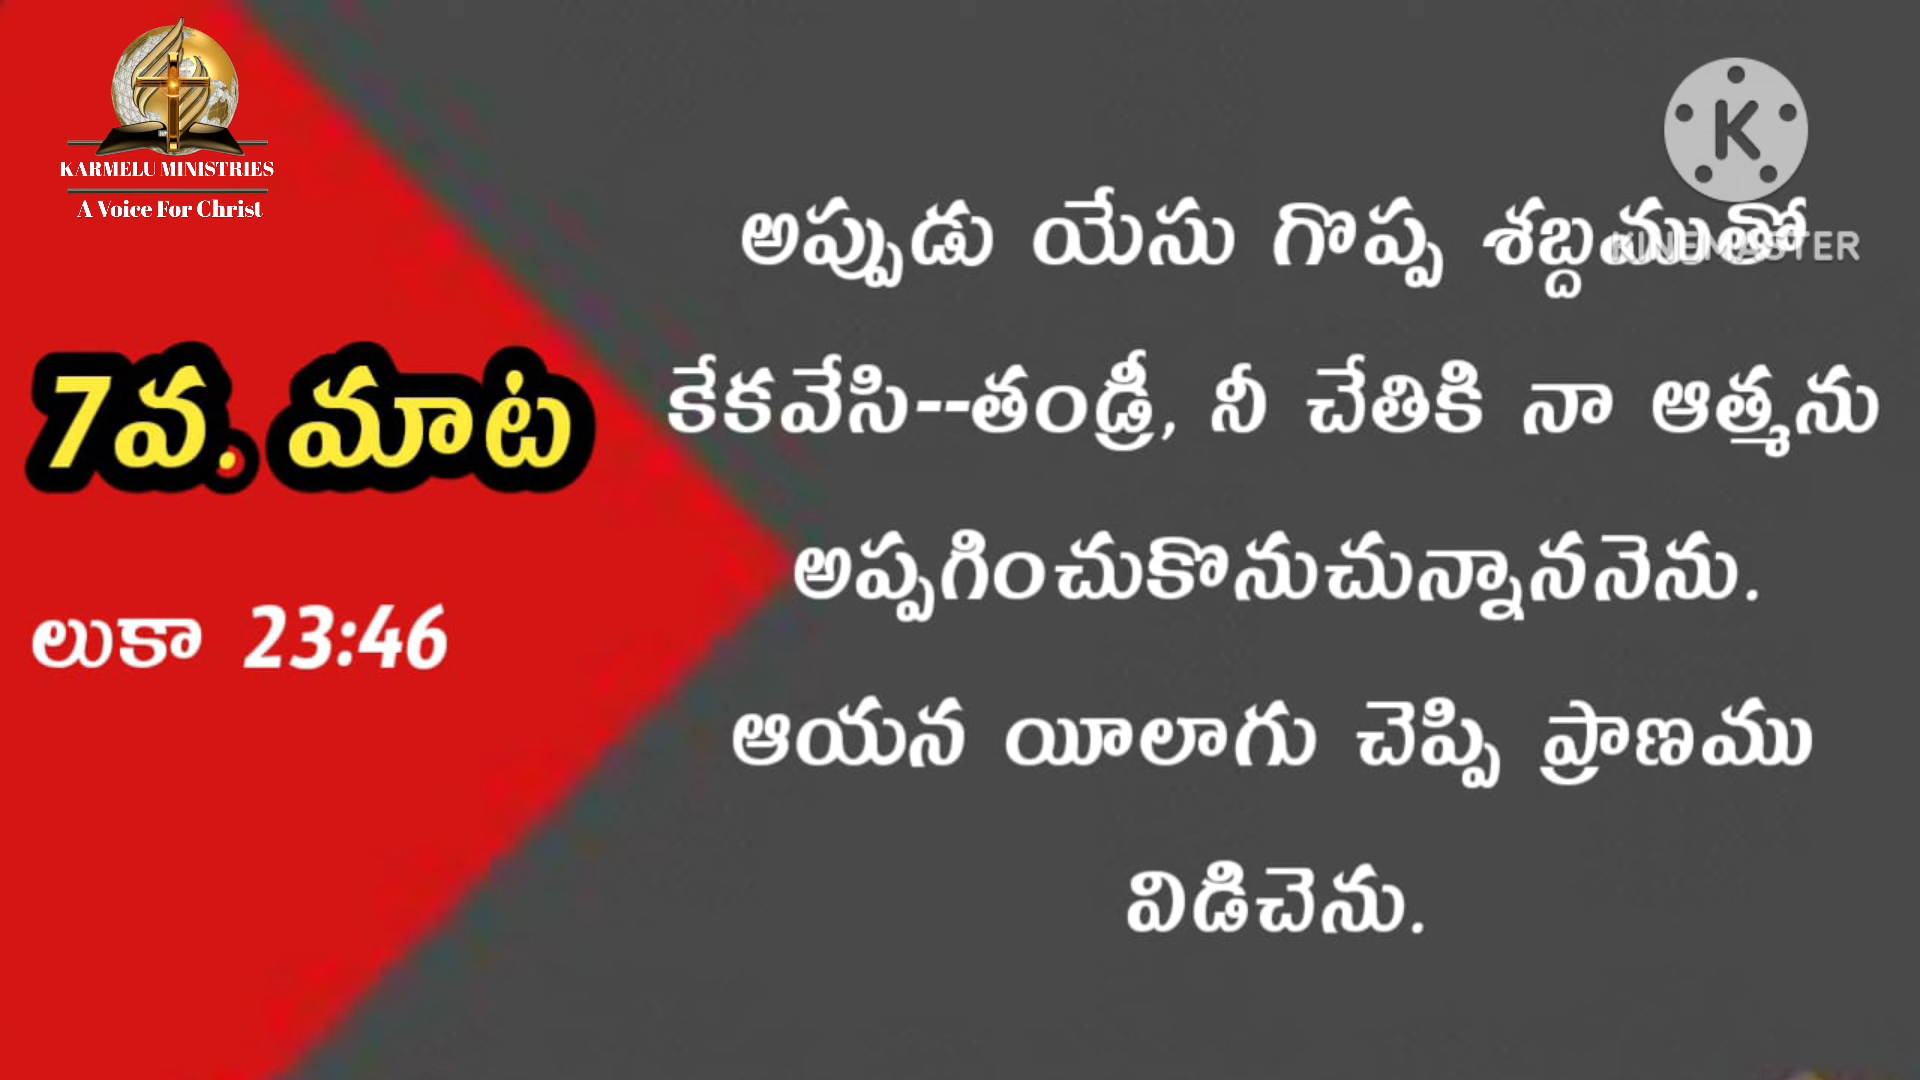 KARMELU MINISTRIES
A Voice For Christ
K
KINEMASTER
7వ. మాట
లుకా 23:46
అప్పుడు యేసు గొప్ప శబ్దముతో
కేకవేసి--తండ్రీ, నీ చేతికి నా ఆత్మను
అప్పగించుకొనుచున్నాననెను.
ఆయన యీలాగు చెప్పి ప్రాణము
విడిచెను.